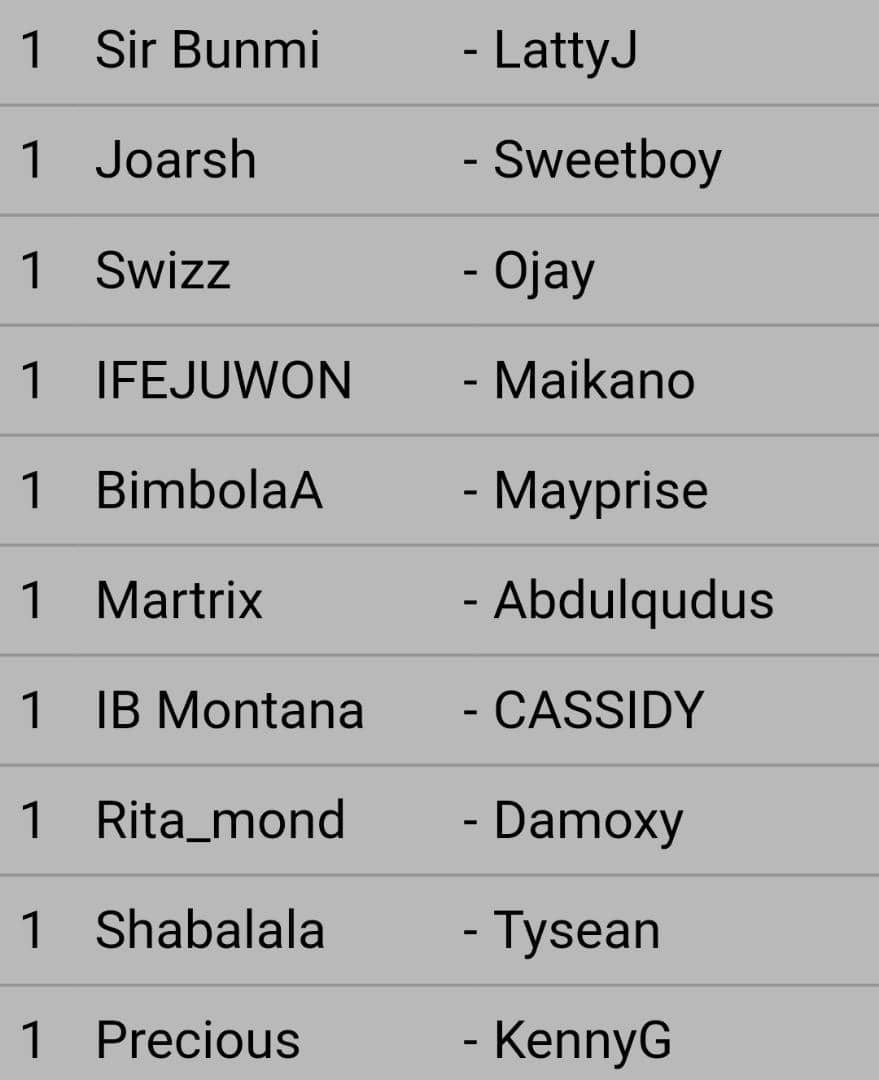 1 Sir Bunmi - LattyJ
1 Joarsh - Sweetboy
1 Swizz - Ojay
1 IFEJUWON - Maikano
1 BimbolaA - Mayprise
1 Martrix - Abdulqudus
1 IB Montana - CASSIDY
1 Rita_mond - Damoxy
1 Shabalala - Tysean
1 Precious - KennyG